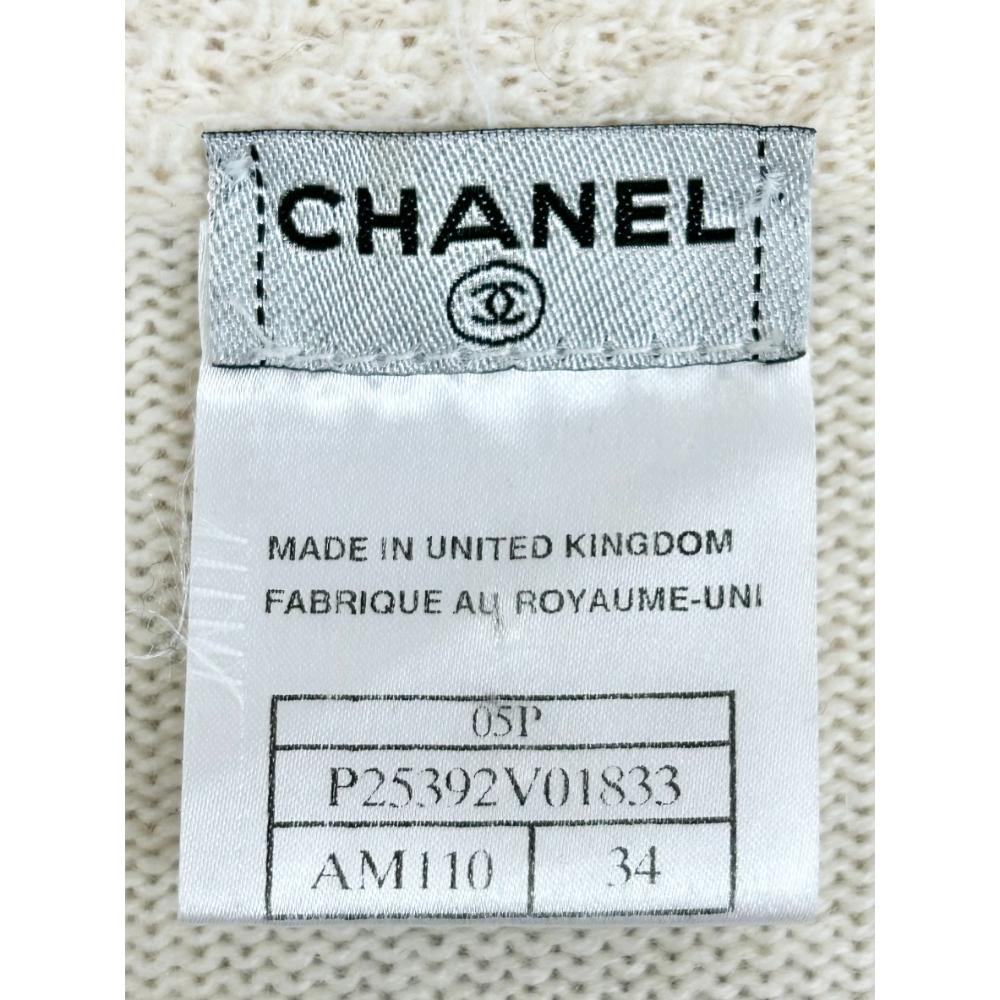 CHANEL
MADE IN UNITED KINGDOM
FABRIQUE AU ROYAUME-UNI
05P
P25392V01833
AM110 34